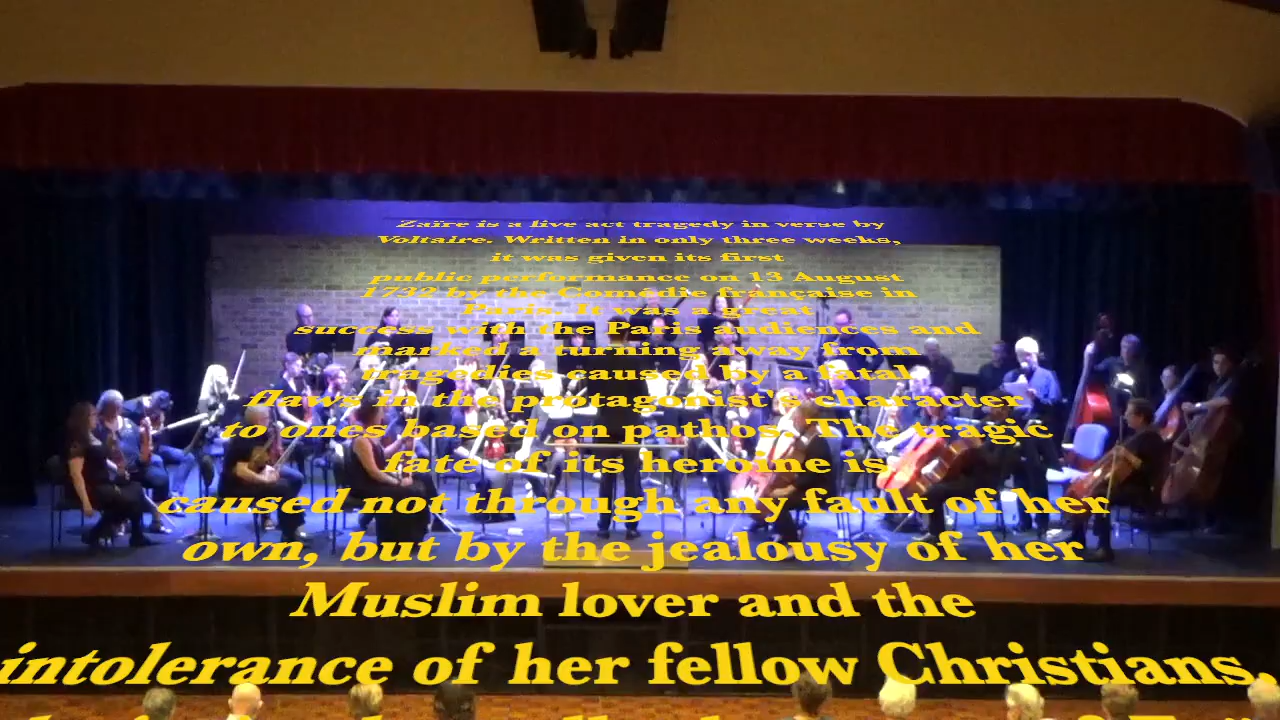 Zaïre is a five act tragedy in verse by
Voltaire. Written in only three weeks,
it was given its first
public performance on 13 August
1732 by the Comédie française in
Paris. It was a great
success with the Paris audiences and
marked a turning away from
tragedies caused by a fatal
flaws in the protagonist's character
to ones based on pathos. The tragic
fate of its heroine is
caused not through any fault of her
own, but by the jealousy of her
Muslim lover and the
intolerance of her fellow Christians.